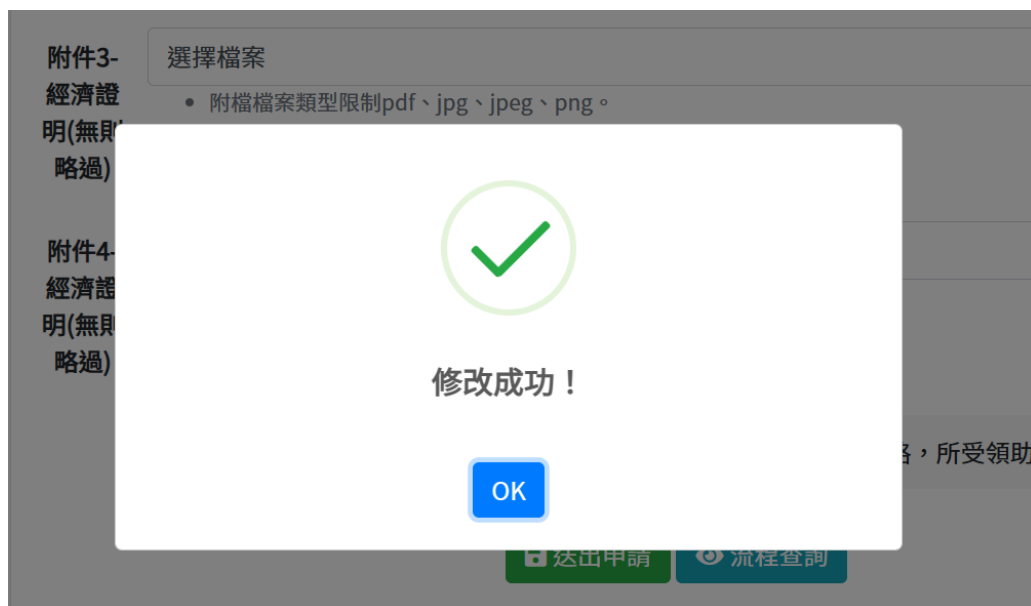 附件3-
經濟證
明(無則
略過)
選擇檔案
附檔檔案類型限制pdf、jpg、jpeg、png。
附件4-
經濟證
明(無則
略過)
修改成功！
OK
，所受領助
送出申請
流程查詢